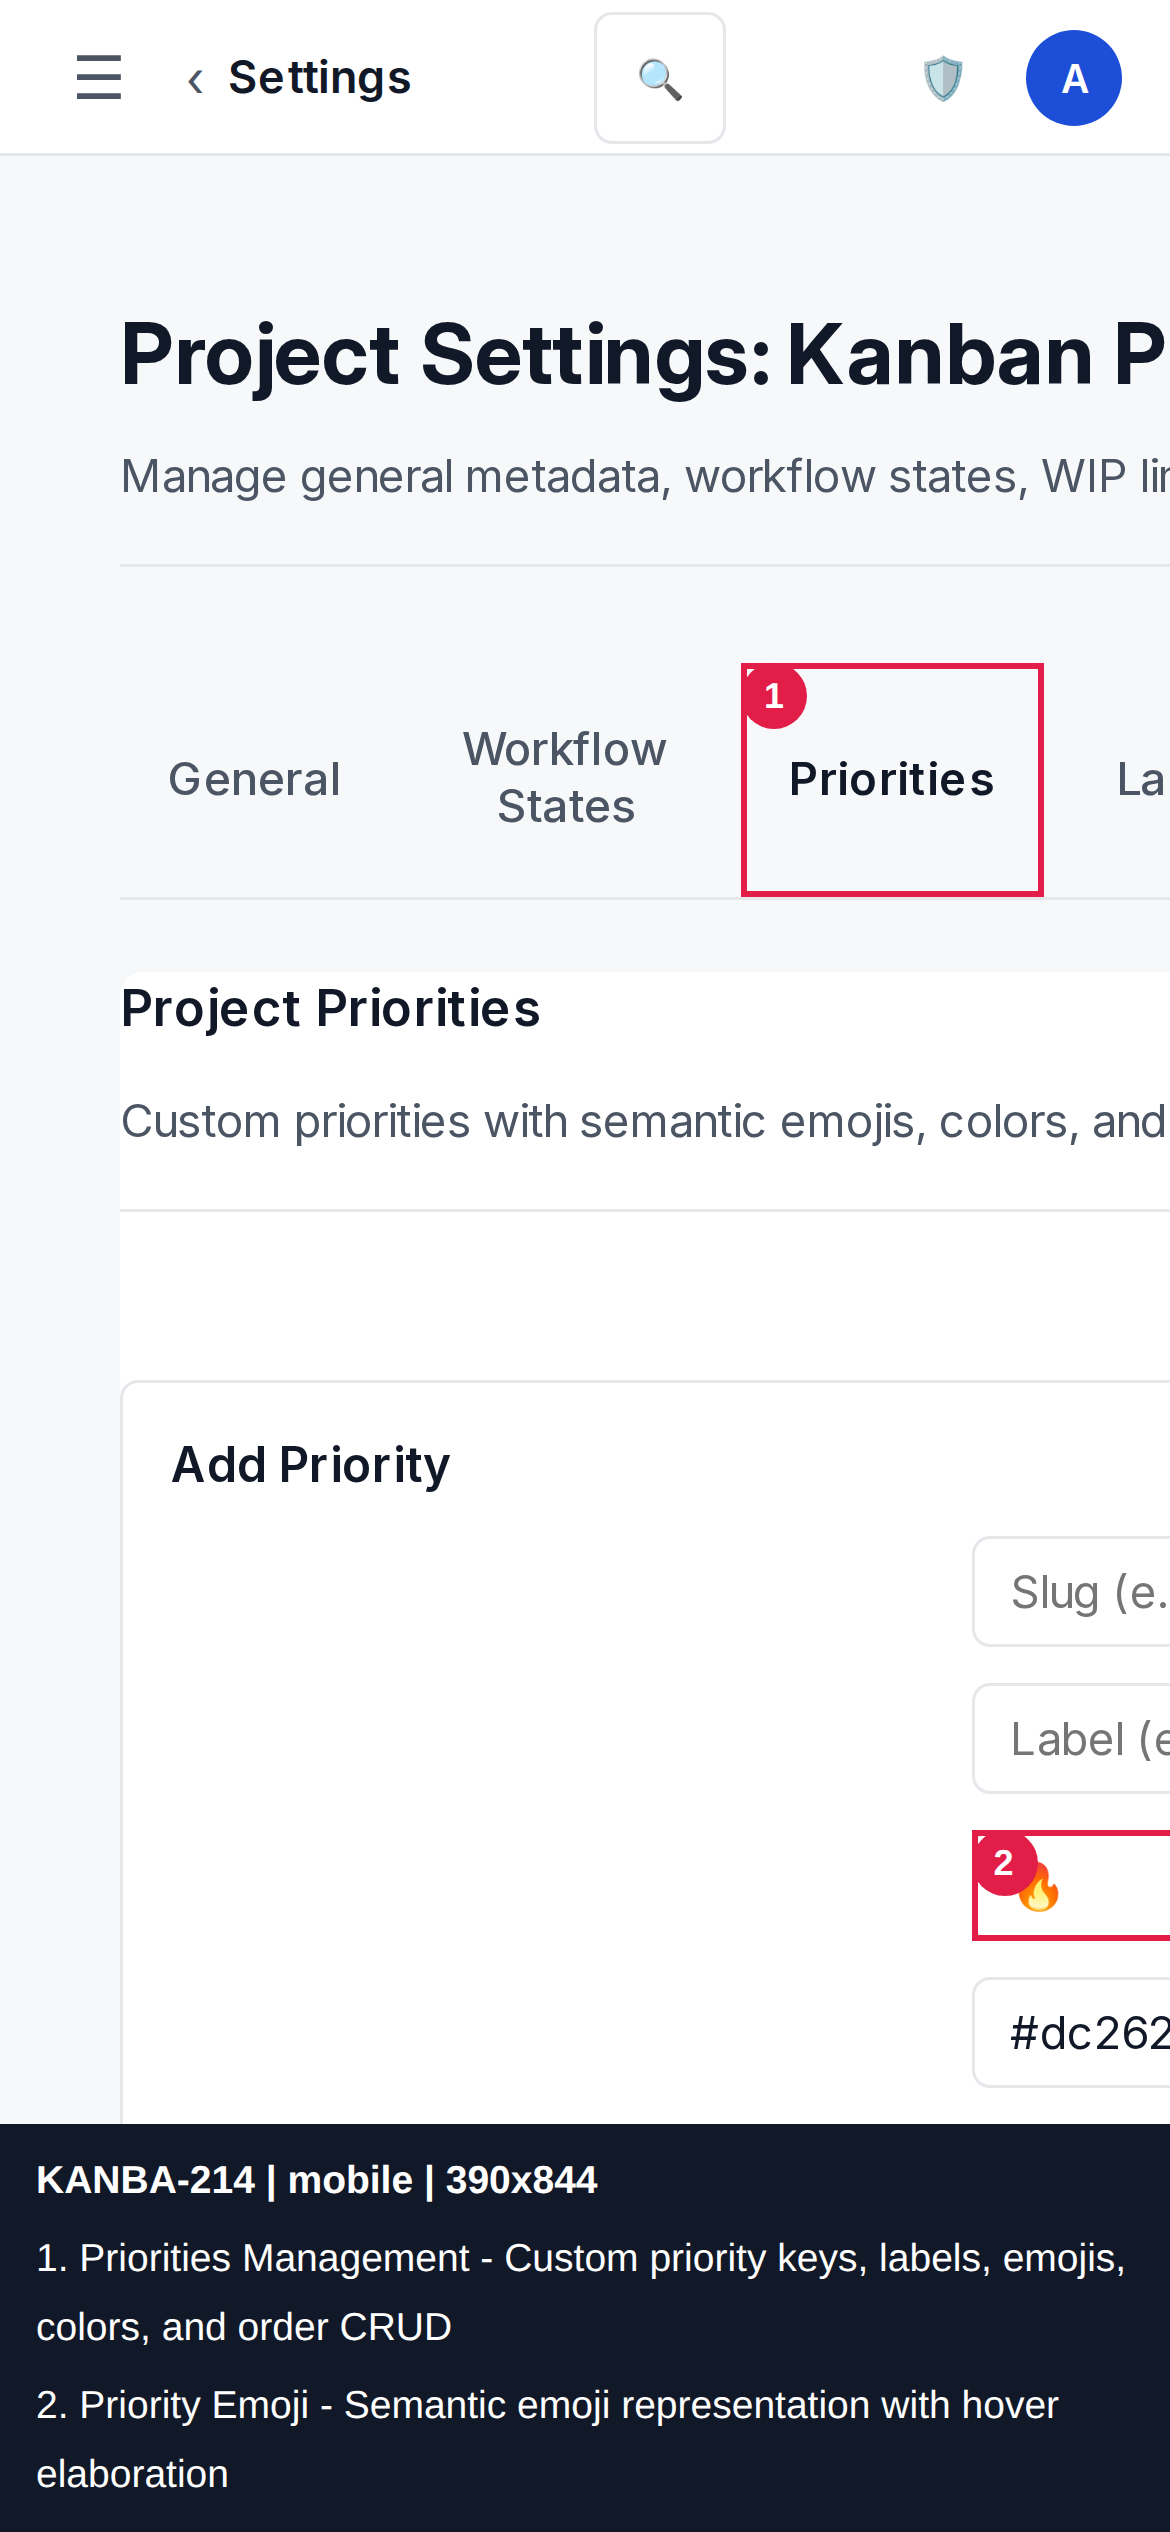 ☰ ‹ Settings 🔍 🛡️ A
Project Settings: Kanban P
Manage general metadata, workflow states, WIP lim
General
Workflow
States
1
Priorities
La
Project Priorities
Custom priorities with semantic emojis, colors, and
Add Priority
Slug (e.
Label (e
2 🔥
#dc262
KANBA-214 | mobile | 390x844
1. Priorities Management - Custom priority keys, labels, emojis,
colors, and order CRUD
2. Priority Emoji - Semantic emoji representation with hover
elaboration